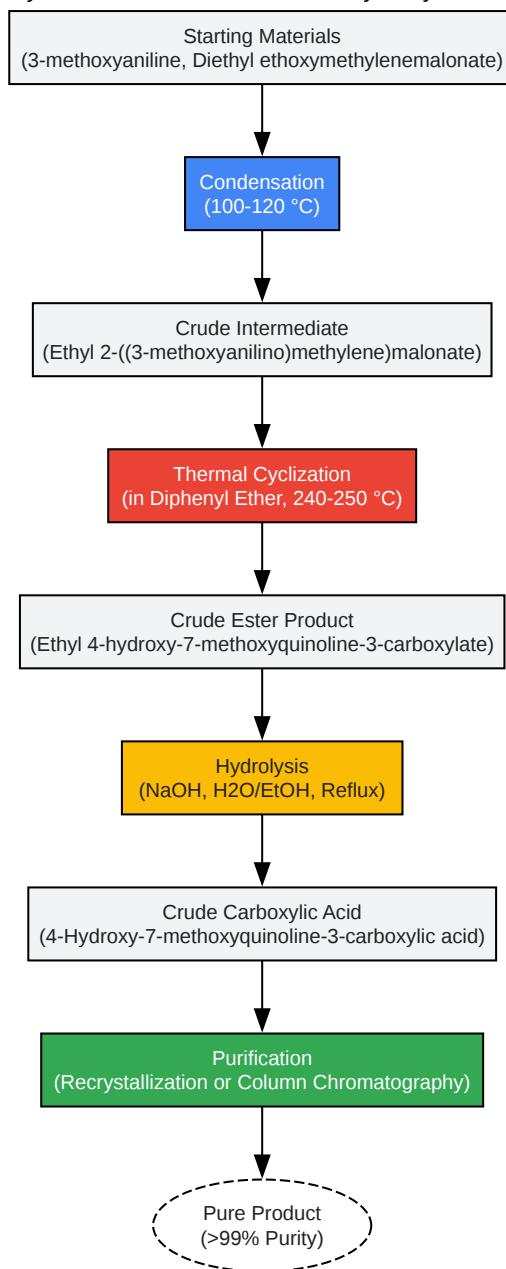 Starting Materials
(3-methoxyaniline, Diethyl ethoxymethylenemalonate)
Condensation
(100-120 °C)
Crude Intermediate
(Ethyl 2-((3-methoxyanilino)methylene)malonate)
Thermal Cyclization
(in Diphenyl Ether, 240-250 °C)
Crude Ester Product
(Ethyl 4-hydroxy-7-methoxyquinoline-3-carboxylate)
Hydrolysis
(NaOH, H2O/EtOH, Reflux)
Crude Carboxylic Acid
(4-Hydroxy-7-methoxyquinoline-3-carboxylic acid)
Purification
(Recrystallization or Column Chromatography)
Pure Product
(>99% Purity)